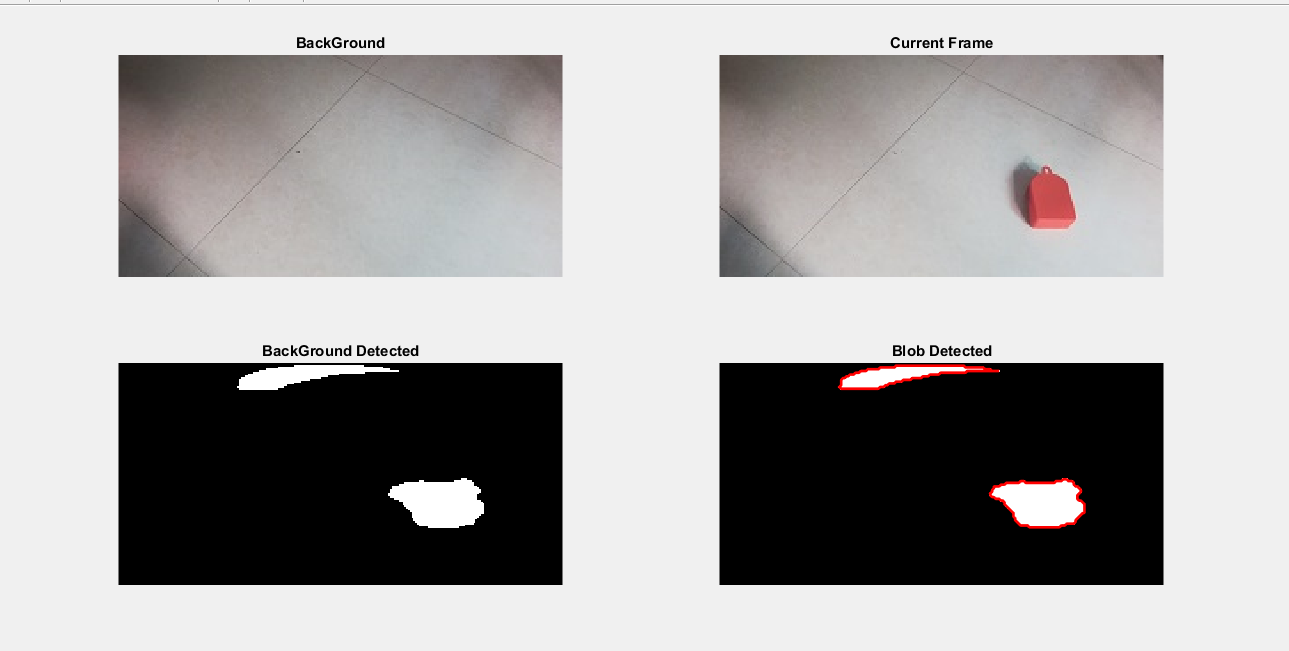 BackGround
Current Frame
BackGround Detected
Blob Detected